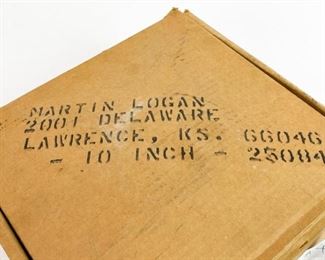 MARTIN LOGAN
2001 DELAWARE
LAWRENCE, KS. 66046
- 10 INCH - 25084